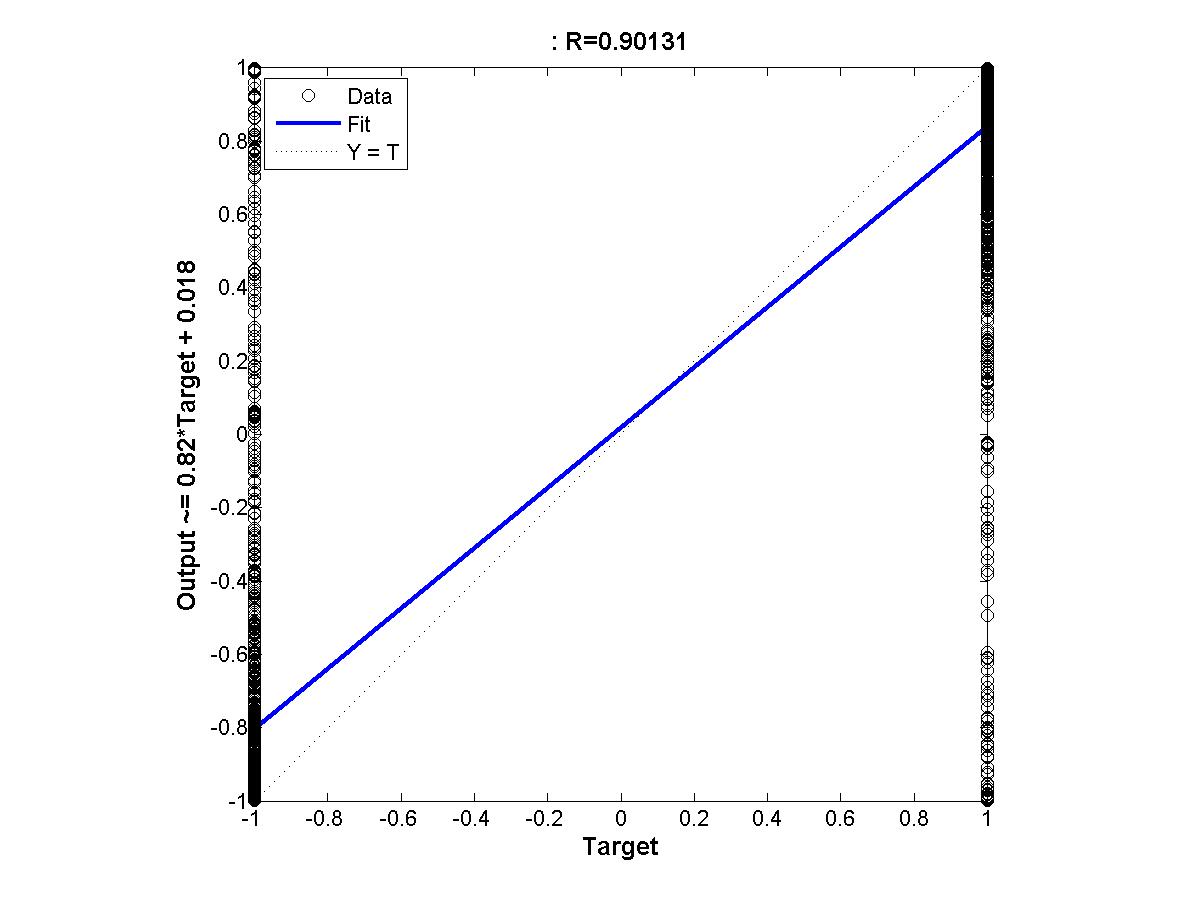 : R=0.90131
Data
Fit
Y = T
Output ~= 0.82*Target + 0.018
1
0.8
0.6
0.4
0.2
0
-0.2
-0.4
-0.6
-0.8
-1
-1 -0.8 -0.6 -0.4 -0.2 0 0.2 0.4 0.6 0.8 1
Target